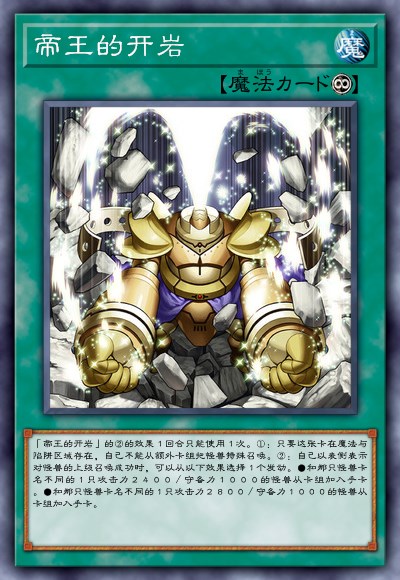 帝王的开岩
【魔法カード】
まほう
「帝王的开岩」的②的效果1回合只能使用1次。①：只要这张卡在魔法与
陷阱区域存在，自己不能从额外卡组把怪兽特殊召唤。②：自己以表侧表示
对怪兽的上级召唤成功时，可以从以下效果选择1个发动。●和那只怪兽卡
名不同的1只攻击力2400／守备力1000的怪兽从卡组加入手
卡。●和那只怪兽卡名不同的1只攻击力2800／守备力1000的怪兽从
卡组加入手卡。
魔